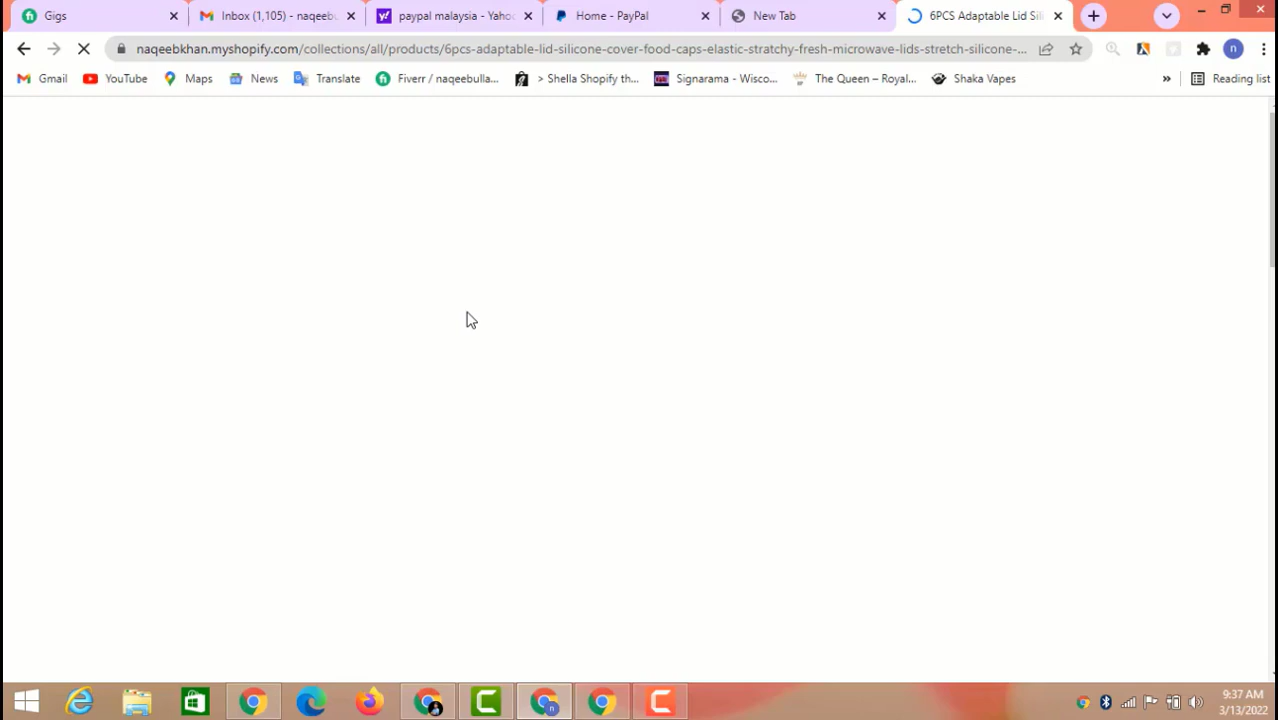 Gigs
Inbox (1,105) - naqeebu
paypal malaysia - Yahoo
Home - PayPal
New Tab
6PCS Adaptable Lid Sili
naqeebkhan.myshopify.com/collections/all/products/6pcs-adaptable-lid-silicone-cover-food-caps-elastic-stratchy-fresh-microwave-lids-stretch-silicone-...
n
Gmail
YouTube
Maps
News
Translate
Fiverr / naqeebulla...
> Shella Shopify th...
Signarama - Wisco...
The Queen – Royal...
Shaka Vapes
»
Reading list
n
9:37 AM
3/13/2022